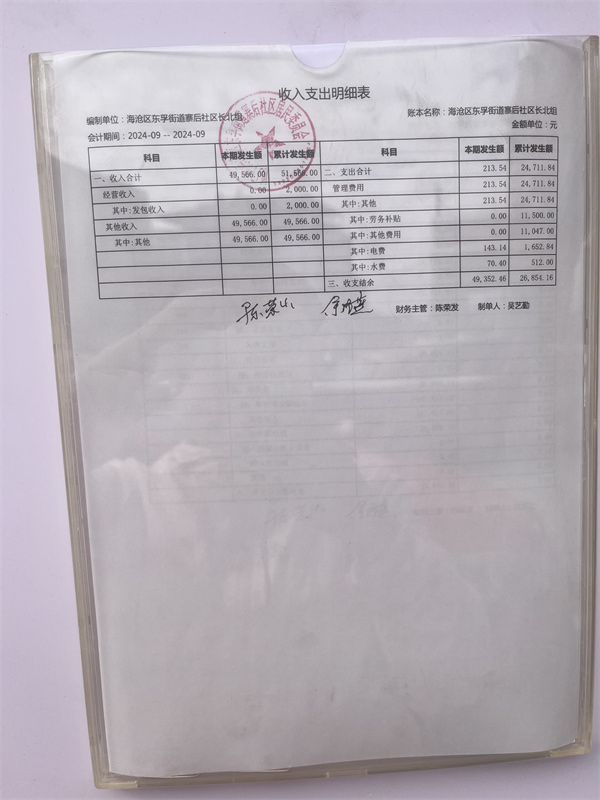 收入支出明细表
编制单位：海沧区东孚街道寨后社区长北组 账本名称：海沧区东孚街道寨后社区长北组
会计期间：2024-09 -- 2024-09 金额单位：元
科目 本期发生额 累计发生额 科目 本期发生额 累计发生额
一、收入合计 49,566.00 51,566.00 二、支出合计 213.54 24,711.84
经营收入 0.00 2,000.00 管理费用 213.54 24,711.84
其中:发包收入 0.00 2,000.00 其中:其他 213.54 24,711.84
其他收入 49,566.00 49,566.00 其中:劳务补贴 0.00 11,500.00
其中:其他 49,566.00 49,566.00 其中:其他费用 0.00 11,047.00
其中:电费 143.14 1,652.84
其中:水费 70.40 512.00
三、收支结余 49,352.46 26,854.16
财务主管：陈荣发 制单人：吴艺勤